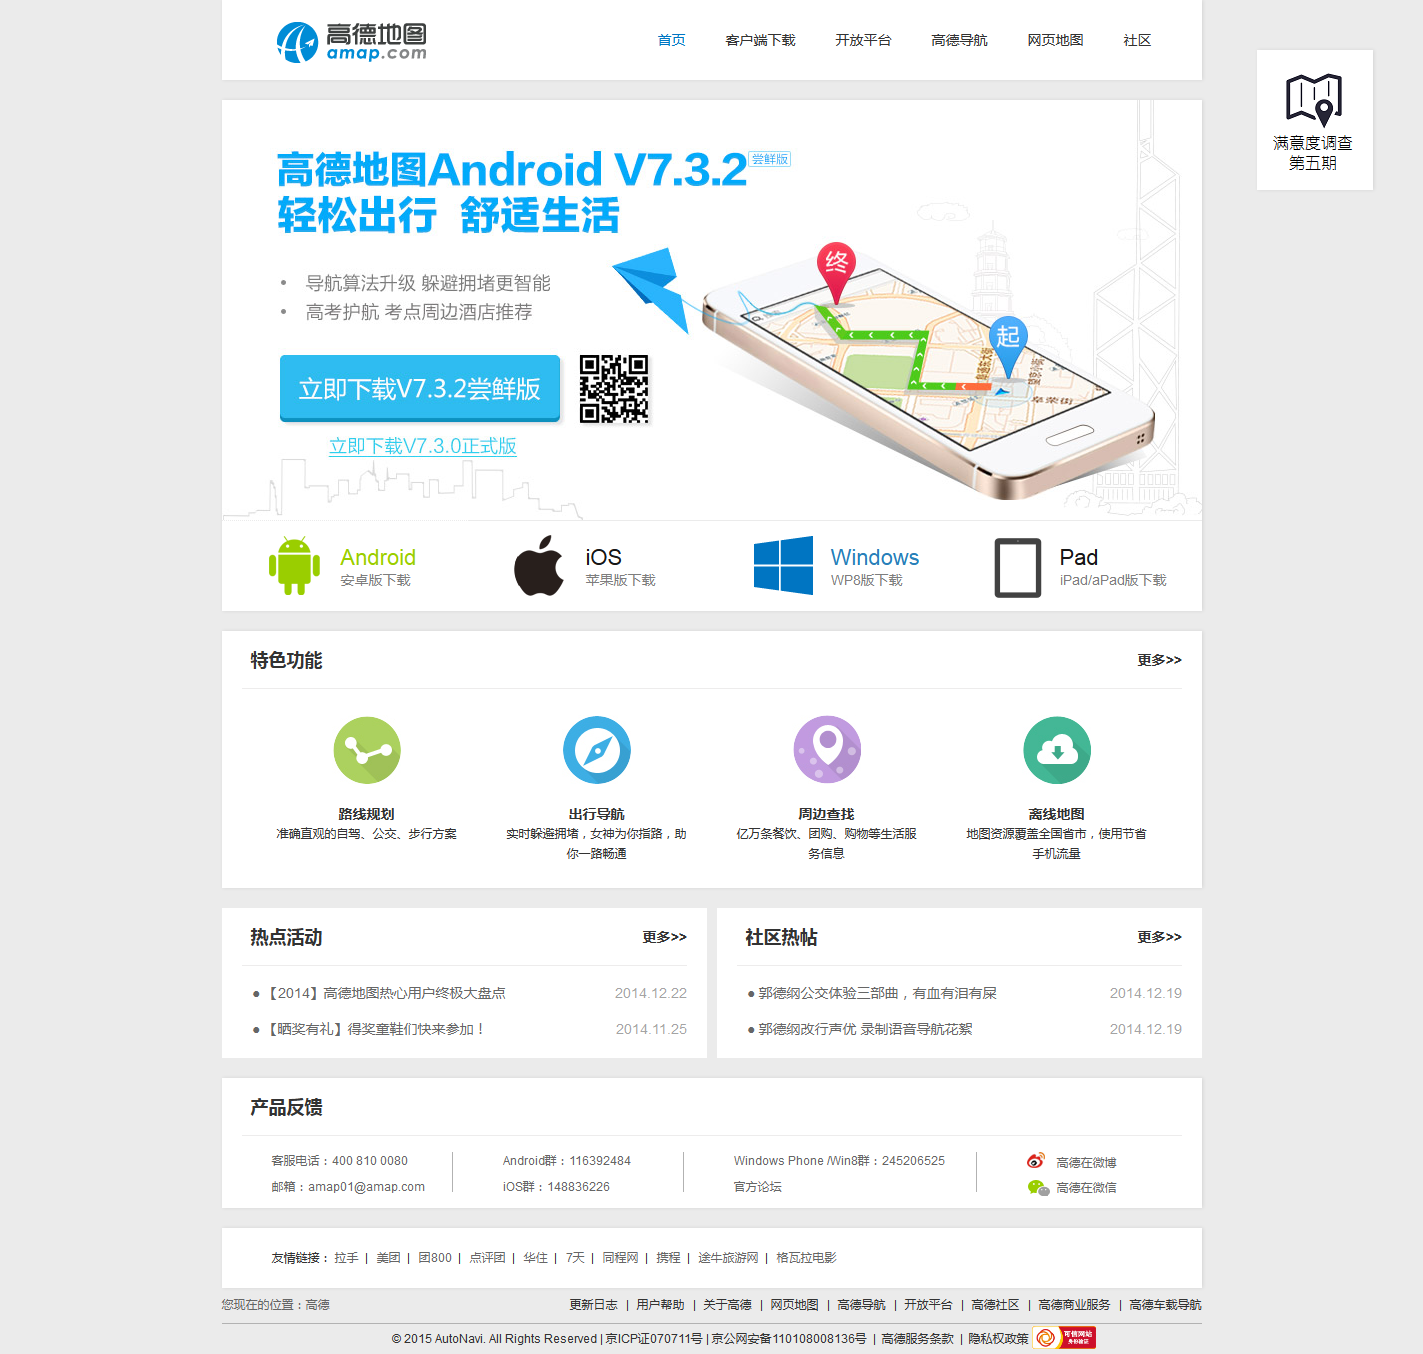 高德地图
amap.com
首页 客户端下载 开放平台 高德导航 网页地图 社区
满意度调查
第五期
高德地图Android V7.3.2 尝鲜版
轻松出行 舒适生活
• 导航算法升级 躲避拥堵更智能
• 高考护航 考点周边酒店推荐
终
起
立即下载V7.3.2尝鲜版
立即下载V7.3.0正式版
Android
安卓版下载
iOS
苹果版下载
Windows
WP8版下载
Pad
iPad/aPad版下载
特色功能 更多>>
路线规划
准确直观的自驾、公交、步行方案
出行导航
实时躲避拥堵，女神为你指路，助
你一路畅通
周边查找
亿万条餐饮、团购、购物等生活服
务信息
离线地图
地图资源覆盖全国省市，使用节省
手机流量
热点活动 更多>>
● 【2014】高德地图热心用户终极大盘点 2014.12.22
● 【晒奖有礼】得奖童鞋们快来参加！ 2014.11.25
社区热帖 更多>>
● 郭德纲公交体验三部曲，有血有泪有屎 2014.12.19
● 郭德纲改行声优 录制语音导航花絮 2014.12.19
产品反馈
客服电话：400 810 0080
邮箱：amap01@amap.com
Android群：116392484
iOS群：148836226
Windows Phone /Win8群：245206525
官方论坛
高德在微博
高德在微信
友情链接： 拉手 | 美团 | 团800 | 点评团 | 华住 | 7天 | 同程网 | 携程 | 途牛旅游网 | 格瓦拉电影
您现在的位置：高德
更新日志 | 用户帮助 | 关于高德 | 网页地图 | 高德导航 | 开放平台 | 高德社区 | 高德商业服务 | 高德车载导航
© 2015 AutoNavi. All Rights Reserved | 京ICP证070711号 | 京公网安备110108008136号 | 高德服务条款 | 隐私权政策
可信网站
身份验证